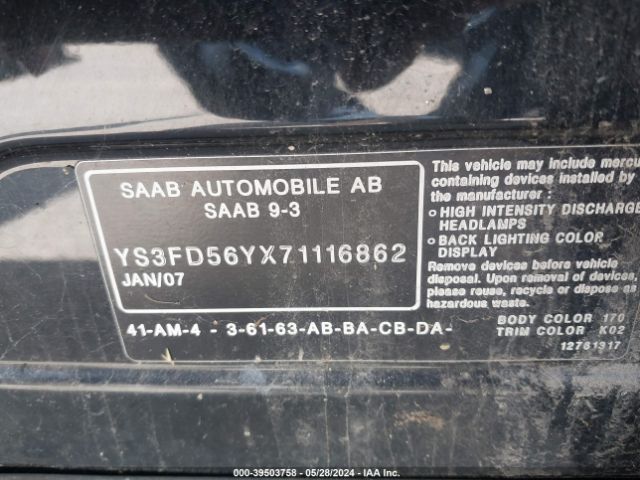 SAAB AUTOMOBILE AB
SAAB 9-3
YS3FD56YX71116862
JAN/07
41-AM-4 - 3-61-63-AB-BA-CB-DA-
This vehicle may include mercu
containing devices installed by
the manufacturer :
o HIGH INTENSITY DISCHARGE
HEADLAMPS
o BACK LIGHTING COLOR
DISPLAY
Remove devices before vehicle
disposal. Upon removal of devices,
please reuse, recycle or dispose as
hazardous waste.
BODY COLOR 170
TRIM COLOR K02
12761317
000-39503758 - 05/28/2024 - IAA Inc.